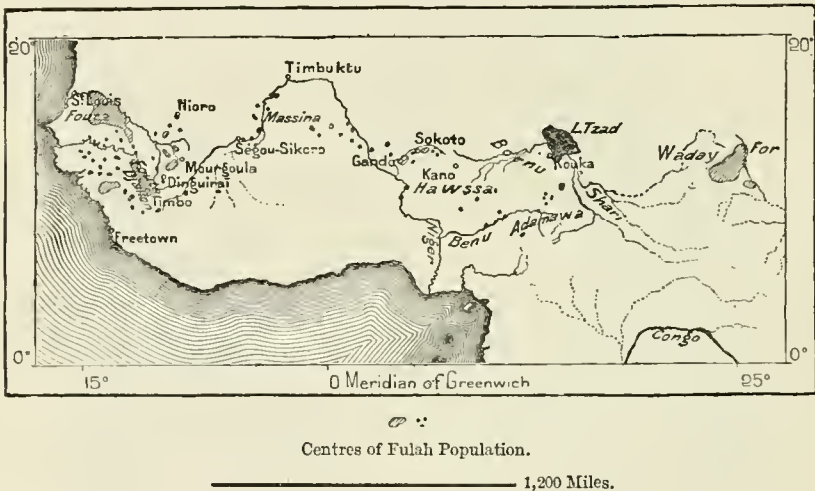 20° 20°
Timbuktu
St. Louis Nioro L.Tzad
Fouta Massina
Sokoto Bornu Waday For
Ségou-Sikoro Gando Kouka
Mourgoula Kano
Dinguirai Hawssa
Timbo Shari
Adamawa
Freetown Niger Benu
Congo
0° 0°
15° 0 Meridian of Greenwich 25°
Centres of Fulah Population.
1,200 Miles.